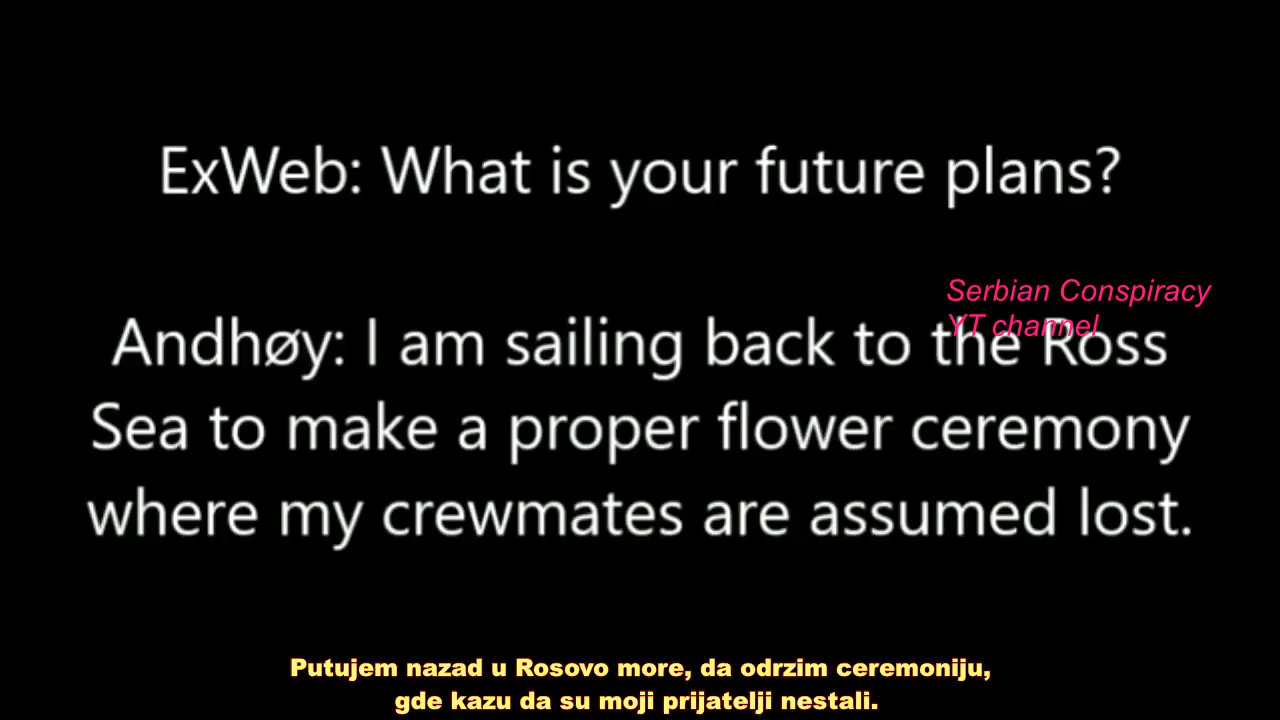 ExWeb: What is your future plans?
Serbian Conspiracy
YT channel
Andhøy: I am sailing back to the Ross
Sea to make a proper flower ceremony
where my crewmates are assumed lost.
Putujem nazad u Rosovo more, da odrzim ceremoniju,
gde kazu da su moji prijatelji nestali.